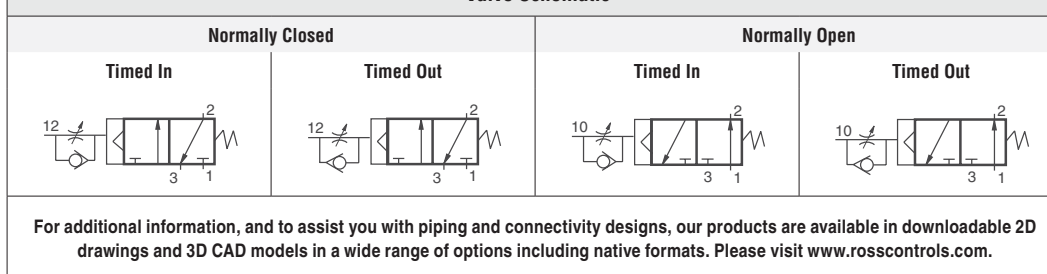 Valve Schematic
Normally Closed
Normally Open
Timed In
Timed Out
Timed In
Timed Out
12
2
3
1
12
2
3
1
10
2
3
1
10
2
3
1
For additional information, and to assist you with piping and connectivity designs, our products are available in downloadable 2D
drawings and 3D CAD models in a wide range of options including native formats. Please visit www.rosscontrols.com.